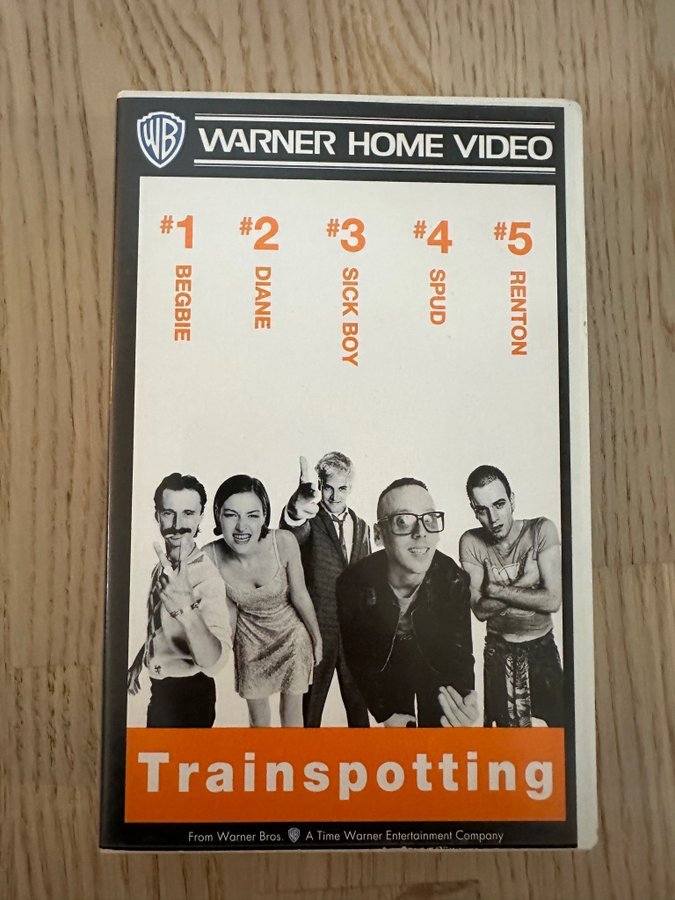 WB WARNER HOME VIDEO
#1 #2 #3 #4 #5
BEGBIE
DIANE
SICK BOY
SPUD
RENTON
Trainspotting
From Warner Bros. WB A Time Warner Entertainment Company